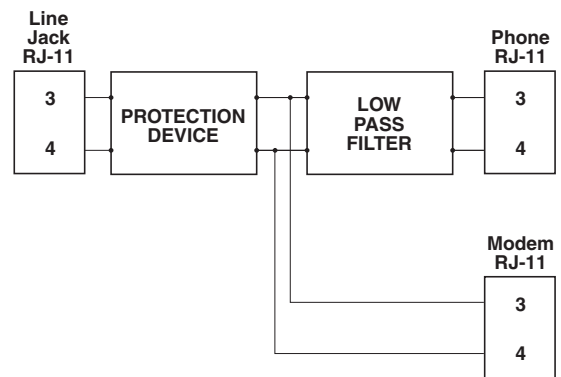 Line
Jack
RJ-11
3
4
PROTECTION
DEVICE
LOW
PASS
FILTER
Phone
RJ-11
3
4
Modem
RJ-11
3
4